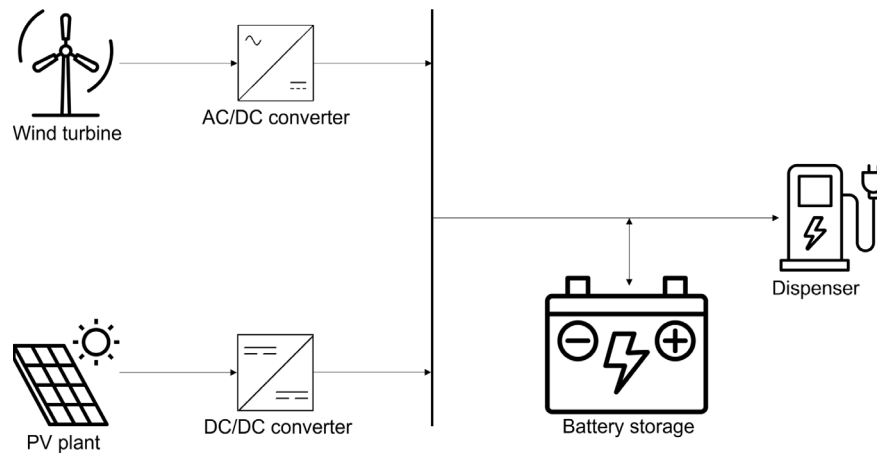 Wind turbine
AC/DC converter
Dispenser
PV plant
DC/DC converter
Battery storage